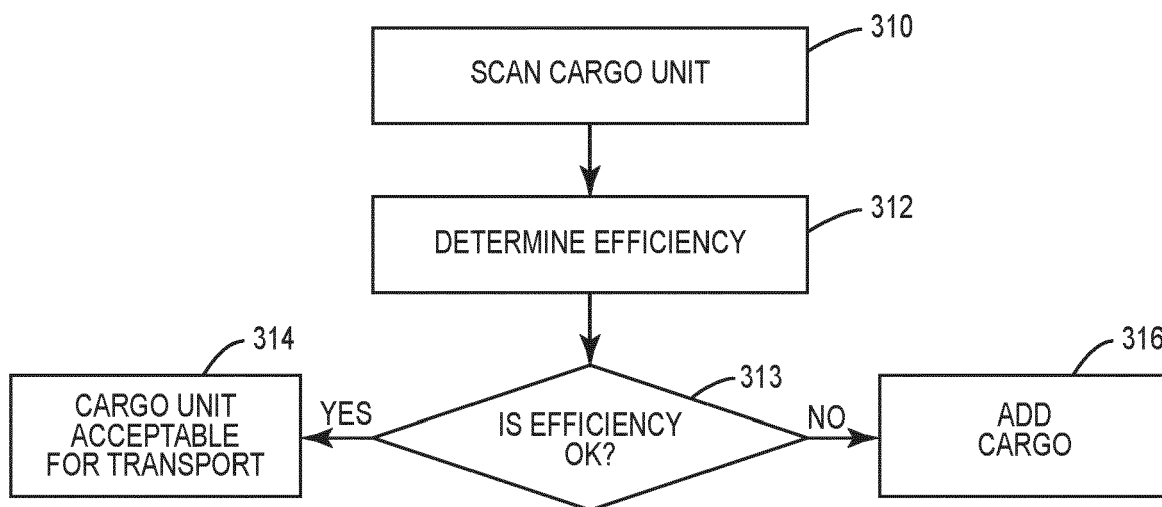 310
SCAN CARGO UNIT
312
DETERMINE EFFICIENCY
314
CARGO UNIT
ACCEPTABLE
FOR TRANSPORT
YES
313
IS EFFICIENCY
OK?
NO
316
ADD
CARGO